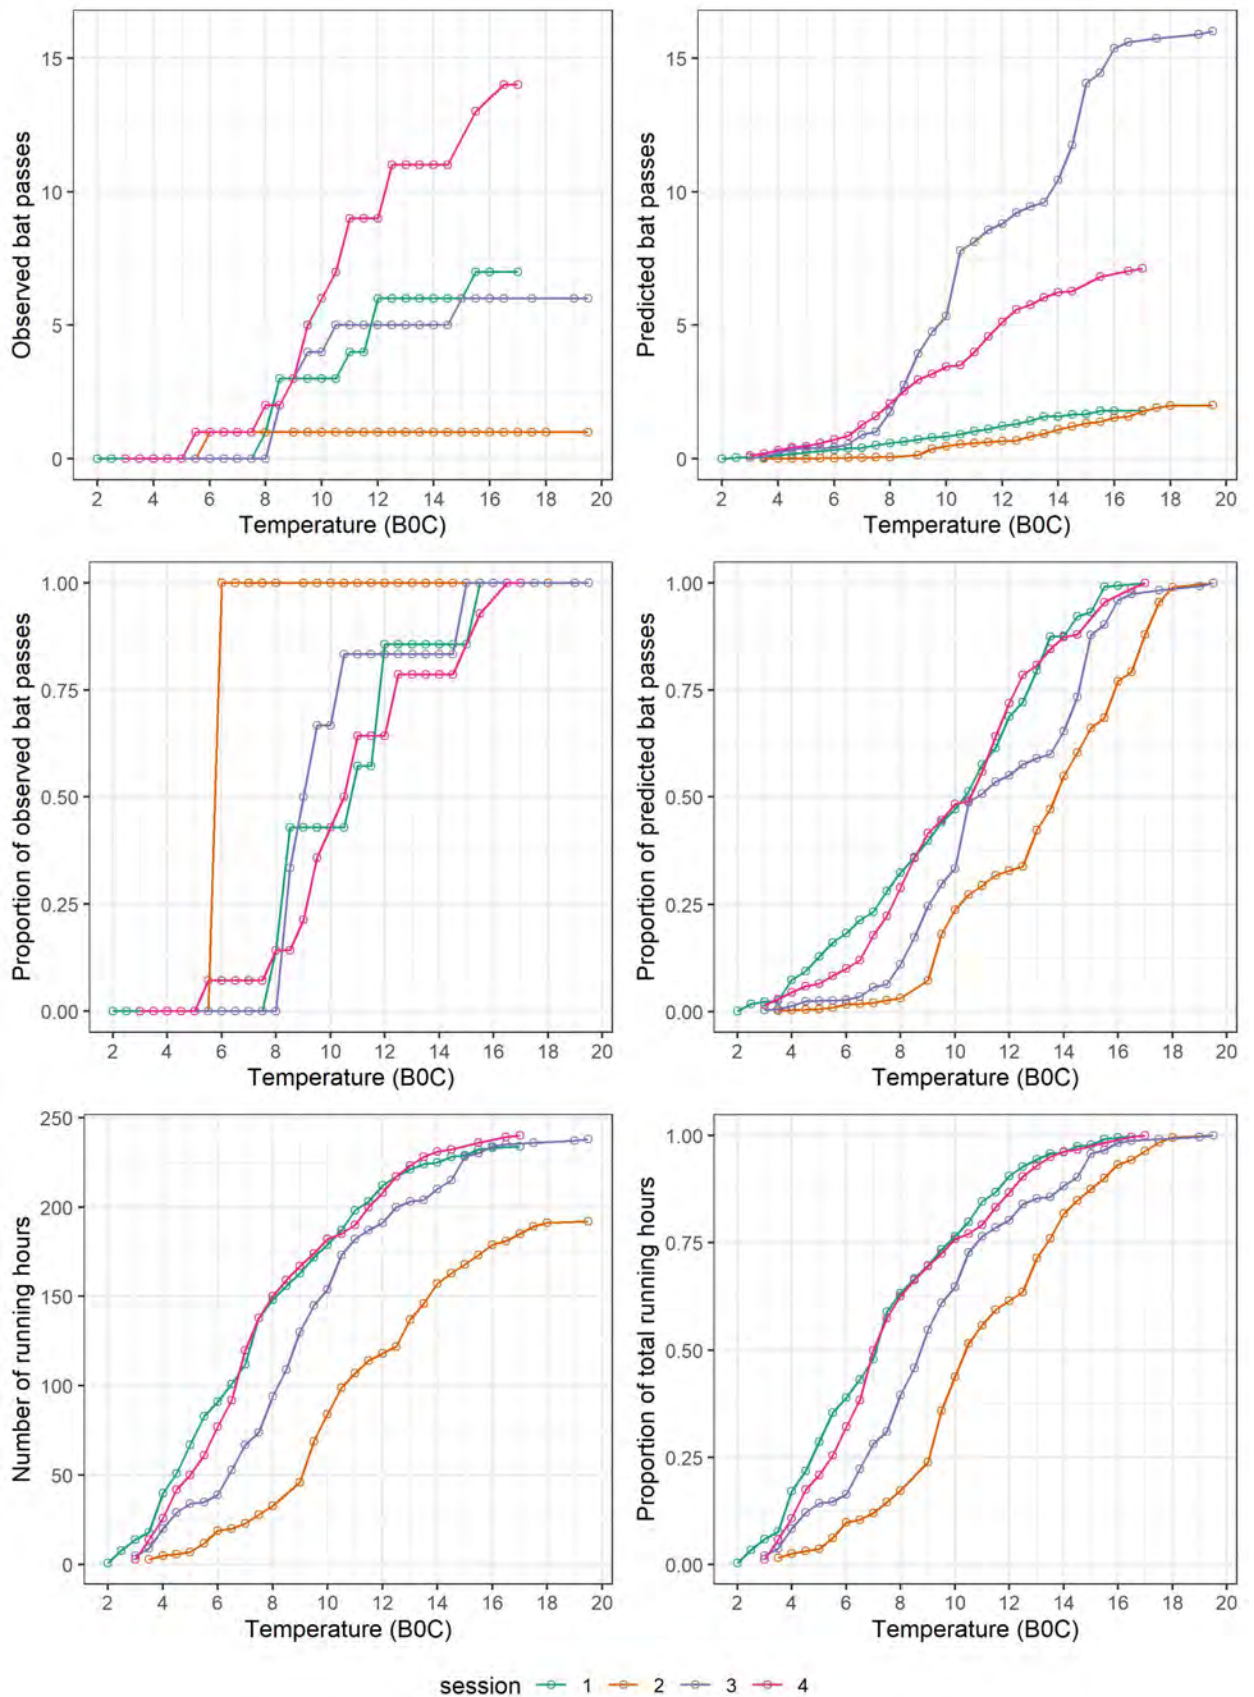 Observed bat passes
15
10
5
0
2 4 6 8 10 12 14 16 18 20
Temperature (B0C)
Predicted bat passes
15
10
5
0
2 4 6 8 10 12 14 16 18 20
Temperature (B0C)
Proportion of observed bat passes
1.00
0.75
0.50
0.25
0.00
2 4 6 8 10 12 14 16 18 20
Temperature (B0C)
Proportion of predicted bat passes
1.00
0.75
0.50
0.25
0.00
2 4 6 8 10 12 14 16 18 20
Temperature (B0C)
Number of running hours
250
200
150
100
50
0
2 4 6 8 10 12 14 16 18 20
Temperature (B0C)
Proportion of total running hours
1.00
0.75
0.50
0.25
0.00
2 4 6 8 10 12 14 16 18 20
Temperature (B0C)
session 1 2 3 4